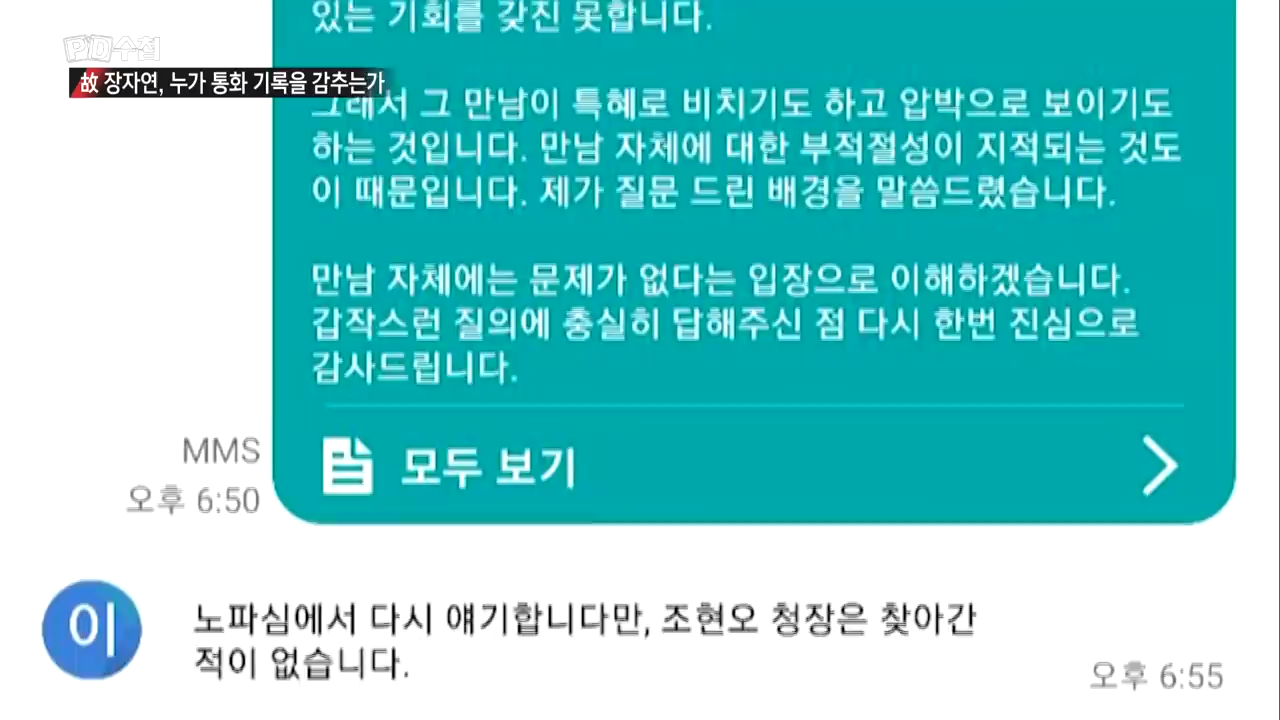 있는 기회를 갖진 못합니다.
PD수첩
故 장자연, 누가 통화 기록을 감추는가
그래서 그 만남이 특혜로 비치기도 하고 압박으로 보이기도
하는 것입니다. 만남 자체에 대한 부적절성이 지적되는 것도
이 때문입니다. 제가 질문 드린 배경을 말씀드렸습니다.
만남 자체에는 문제가 없다는 입장으로 이해하겠습니다.
갑작스런 질의에 충실히 답해주신 점 다시 한번 진심으로
감사드립니다.
모두 보기
MMS
오후 6:50
이
노파심에서 다시 얘기합니다만, 조현오 청장은 찾아간
적이 없습니다.
오후 6:55